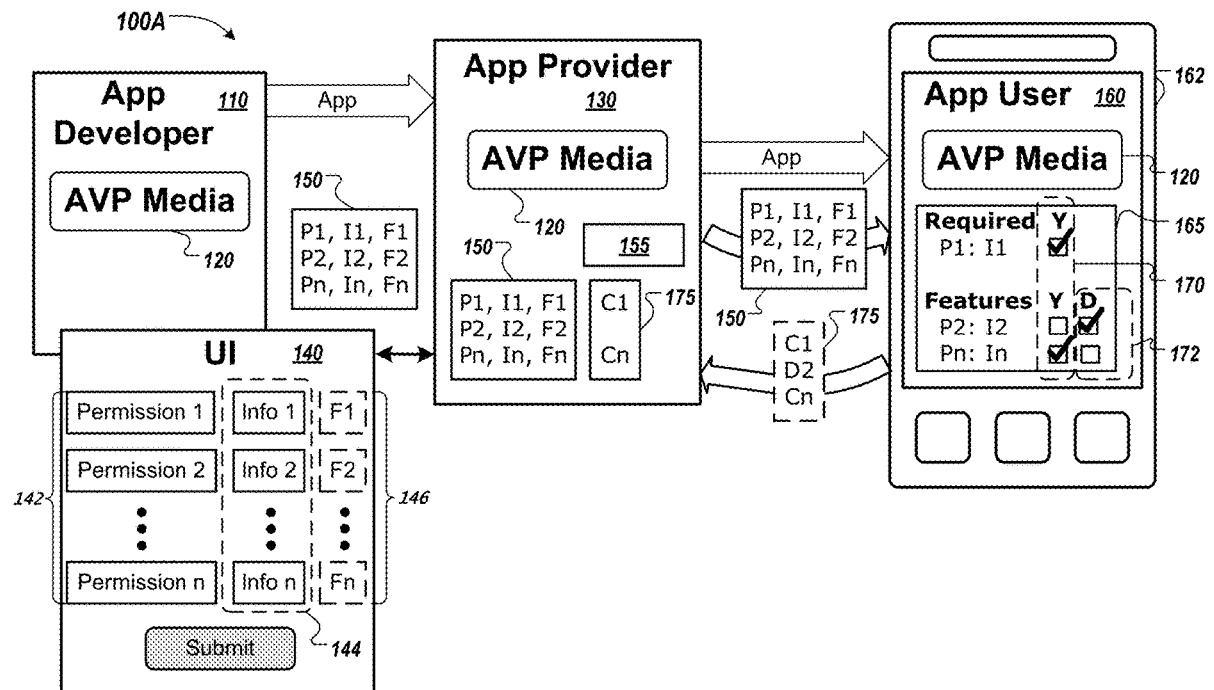 100A
App Developer 110
AVP Media
120
App
150
P1, I1, F1
P2, I2, F2
Pn, In, Fn
App Provider
130
AVP Media
120
155
150
P1, I1, F1
P2, I2, F2
Pn, In, Fn
175
C1
Cn
App
P1, I1, F1
P2, I2, F2
Pn, In, Fn
150
175
C1
D2
Cn
162
App User 160
AVP Media
120
Required Y
P1: I1
165
170
Features Y D
P2: I2
Pn: In
172
UI 140
Permission 1 Info 1 F1
Permission 2 Info 2 F2
142
146
Permission n Info n Fn
144
Submit